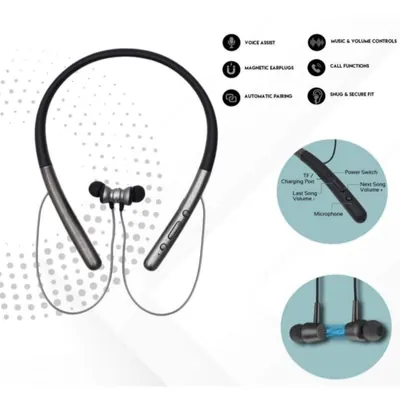 VOICE ASSIST
MUSIC & VOLUME CONTROLS
MAGNETIC EARPLUGS
CALL FUNCTIONS
AUTOMATIC PAIRING
SNUG & SECURE FIT
TF /
Charging Port
Power Switch
Last Song
Volume -
Next Song
Volume +
Microphone